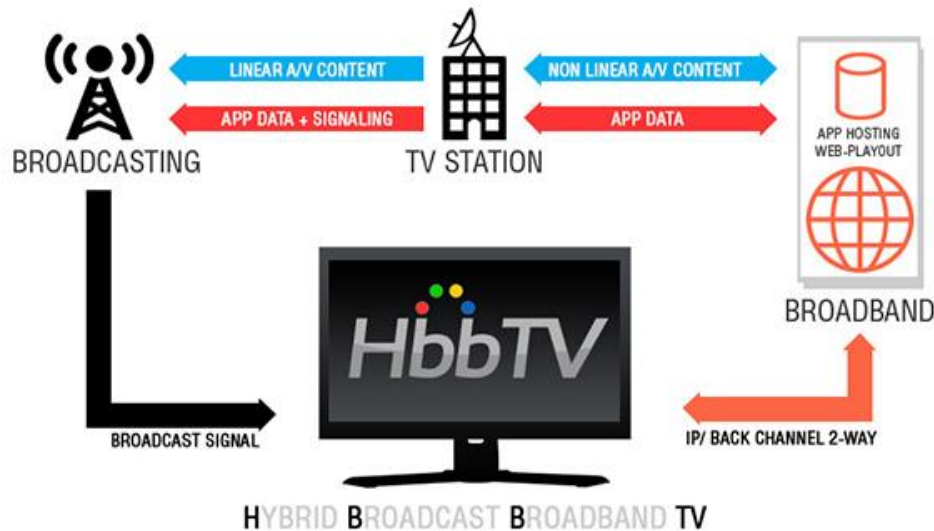 LINEAR A/V CONTENT
NON LINEAR A/V CONTENT
APP DATA + SIGNALING
APP DATA
APP HOSTING
WEB-PLAYOUT
BROADCASTING
TV STATION
BROADBAND
HbbTV
BROADCAST SIGNAL
IP/ BACK CHANNEL 2-WAY
HYBRID BROADCAST BROADBAND TV